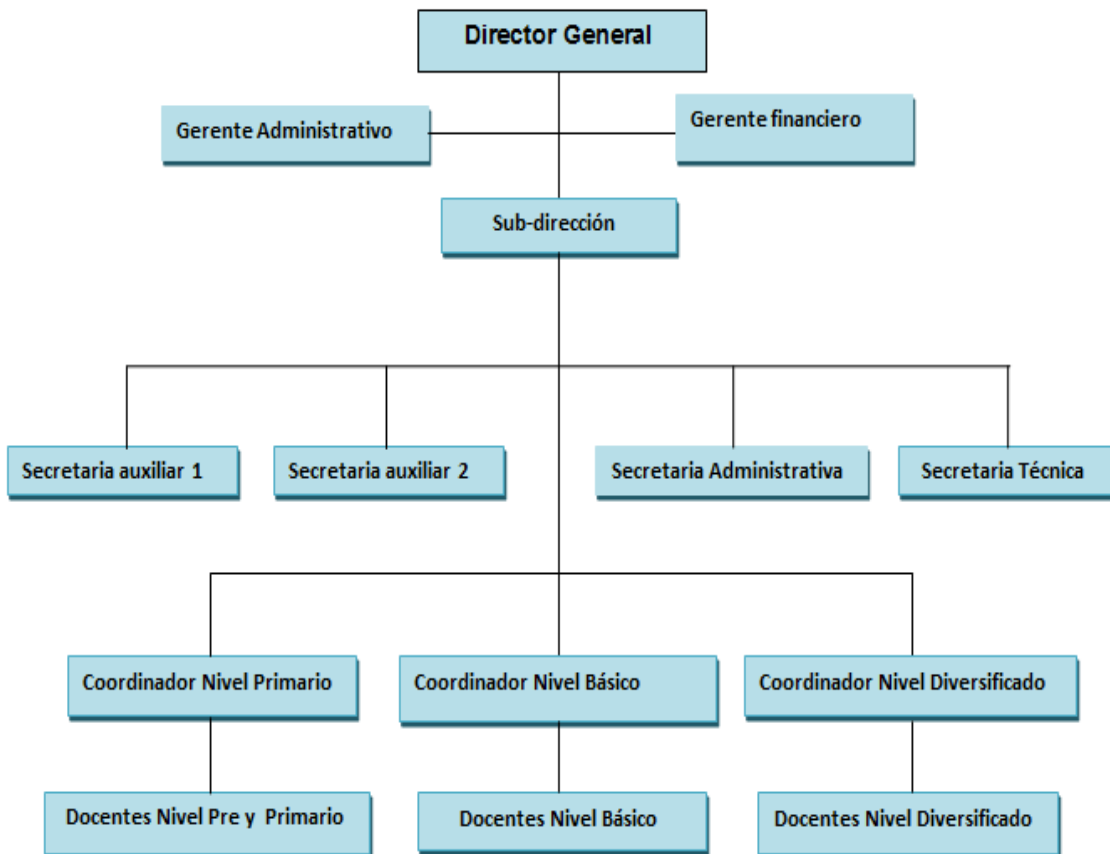 Director General
Gerente Administrativo
Gerente financiero
Sub-dirección
Secretaria auxiliar 1
Secretaria auxiliar 2
Secretaria Administrativa
Secretaria Técnica
Coordinador Nivel Primario
Coordinador Nivel Básico
Coordinador Nivel Diversificado
Docentes Nivel Pre y Primario
Docentes Nivel Básico
Docentes Nivel Diversificado